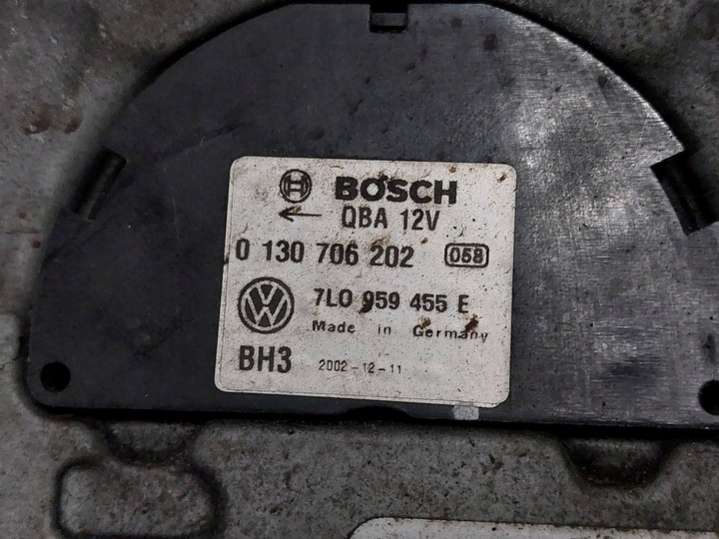 BOSCH
QBA 12V
0 130 706 202 058
7L0 959 455 E
Made in Germany
BH3 2002-12-11